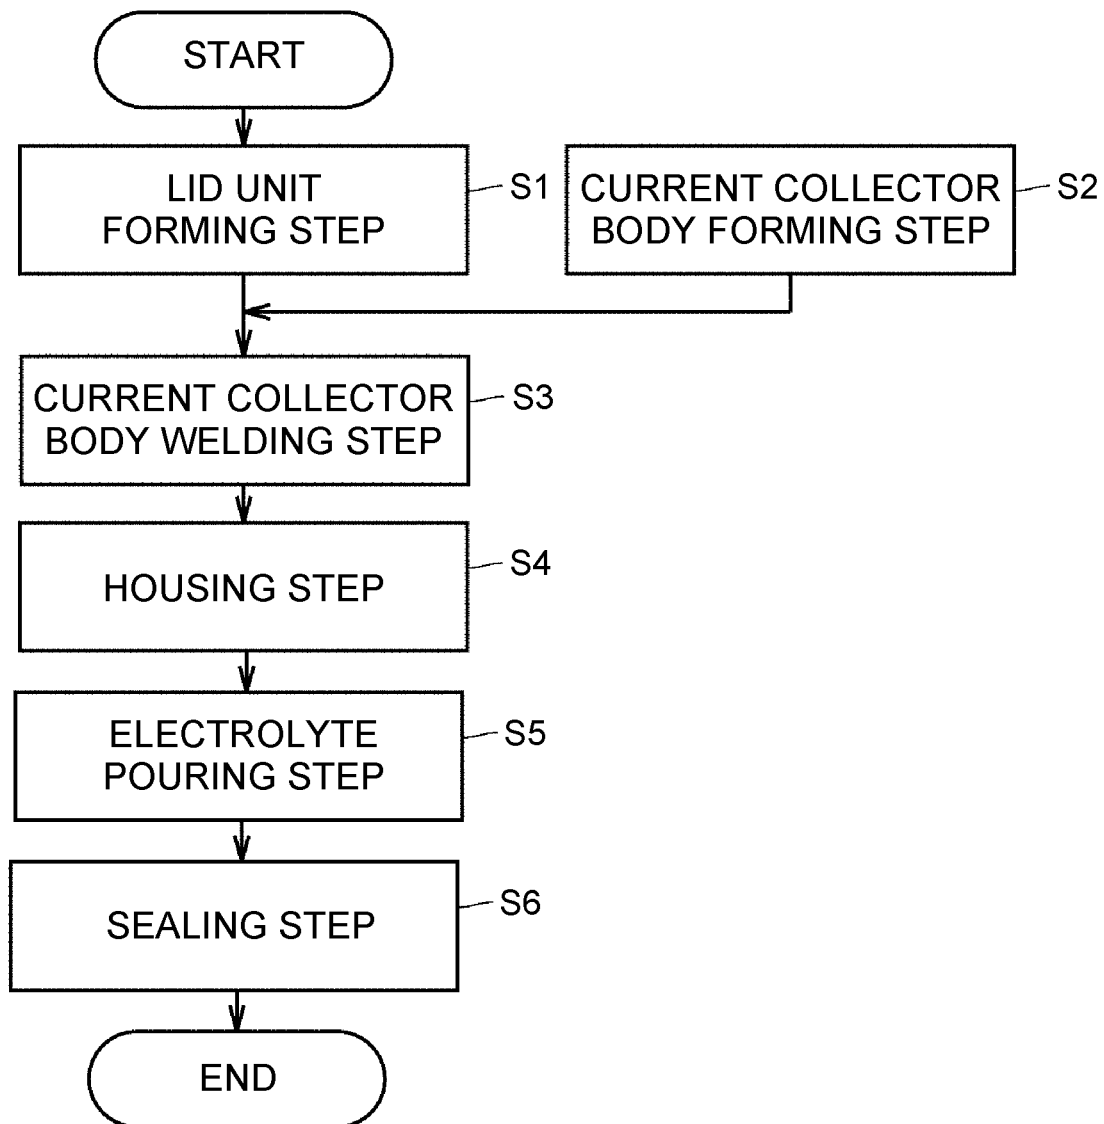 START
LID UNIT
FORMING STEP
S1
CURRENT COLLECTOR
BODY FORMING STEP
S2
CURRENT COLLECTOR
BODY WELDING STEP
S3
HOUSING STEP
S4
ELECTROLYTE
POURING STEP
S5
SEALING STEP
S6
END